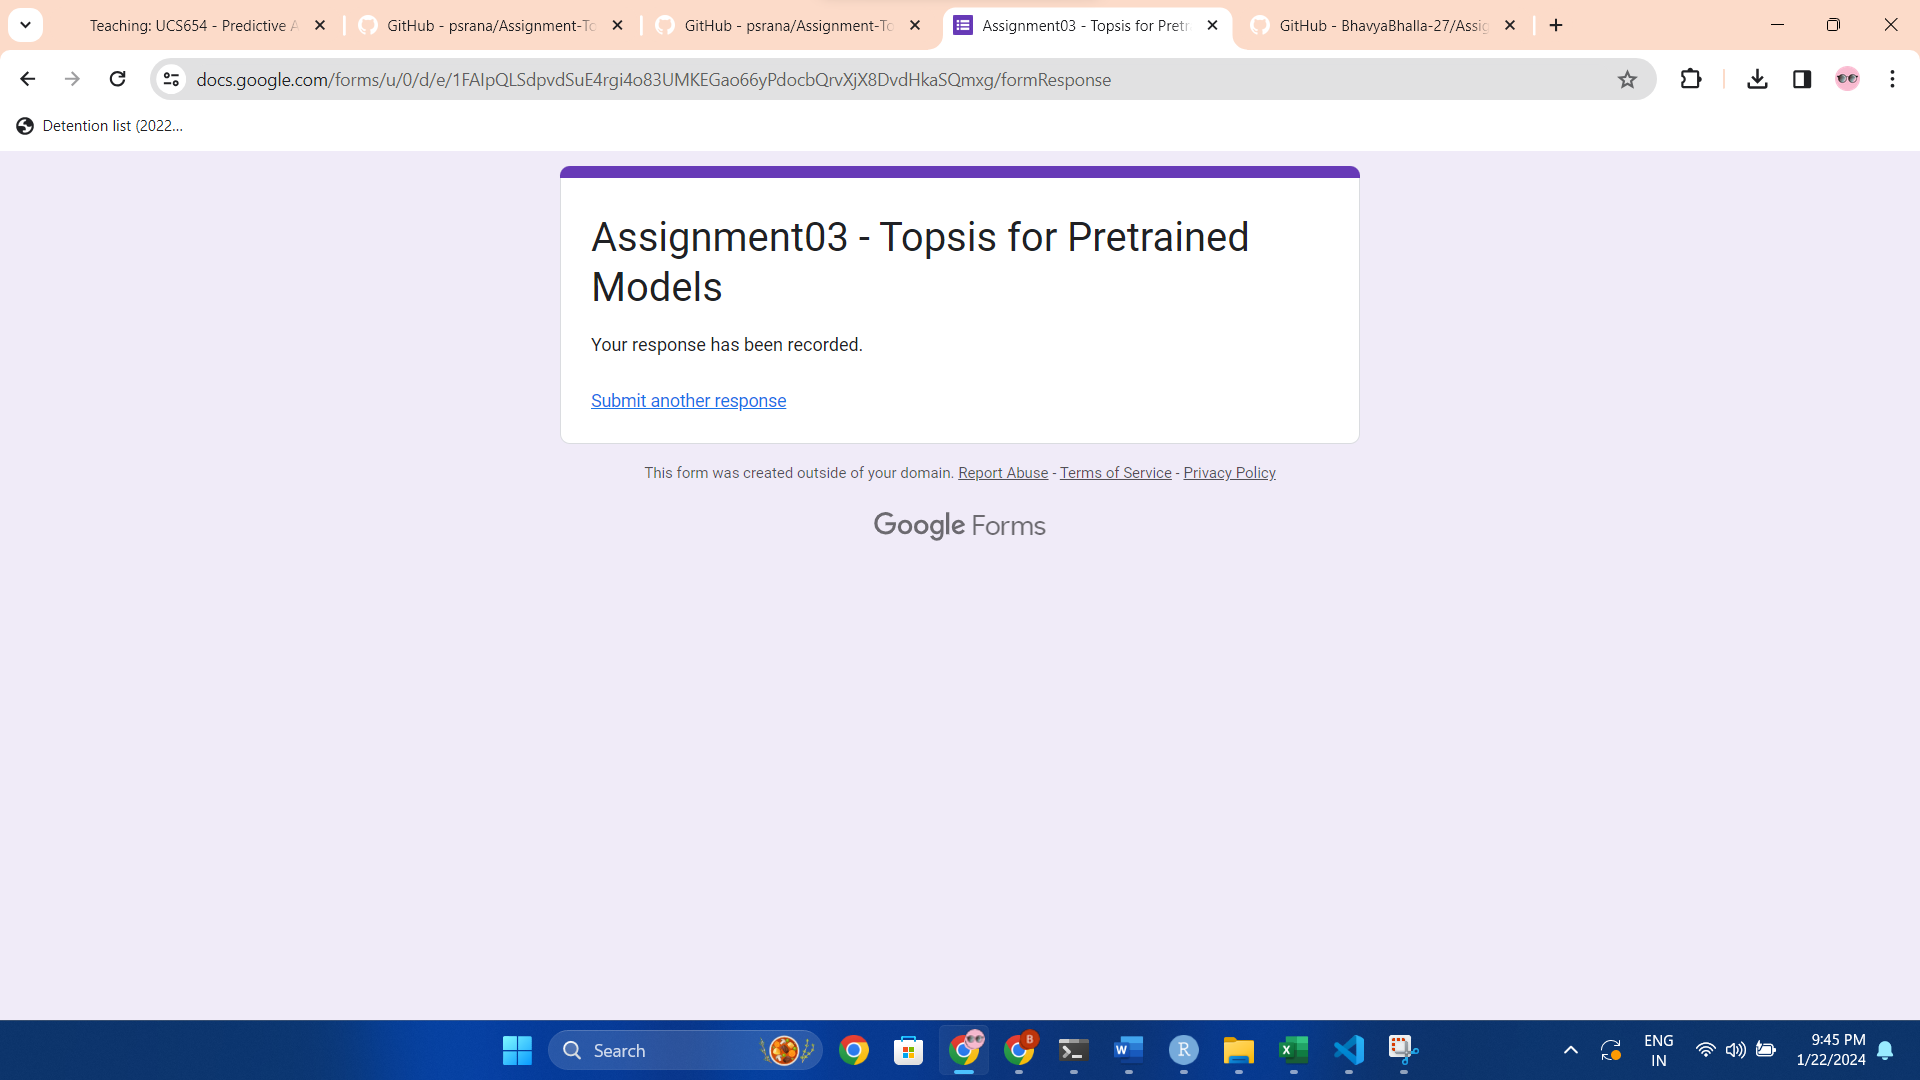 Teaching: UCS654 - Predictive A
GitHub - psrana/Assignment-To
GitHub - psrana/Assignment-To
Assignment03 - Topsis for Pretr
GitHub - BhavyaBhalla-27/Assig
docs.google.com/forms/u/0/d/e/1FAIpQLSdpvdSuE4rgi4o83UMKEGao66yPdocbQrvXjX8DvdHkaSQmxg/formResponse
Detention list (2022...
Assignment03 - Topsis for Pretrained
Models
Your response has been recorded.
Submit another response
This form was created outside of your domain. Report Abuse - Terms of Service - Privacy Policy
Google Forms
Search
B
W
R
X
ENG
IN
9:45 PM
1/22/2024